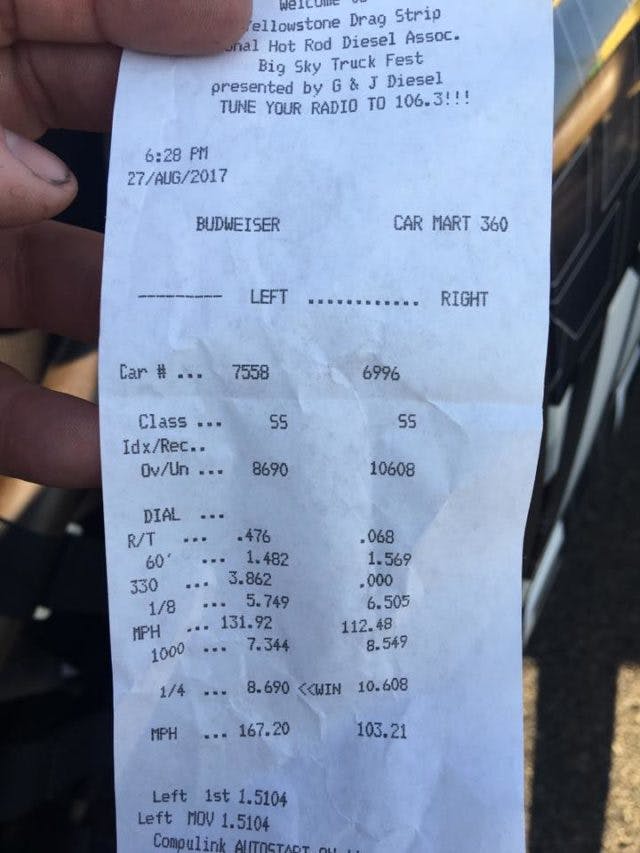 Welcome
Yellowstone Drag Strip
onal Hot Rod Diesel Assoc.
Big Sky Truck Fest
presented by G & J Diesel
TUNE YOUR RADIO TO 106.3!!!
6:28 PM
27/AUG/2017
BUDWEISER CAR MART 360
--------- LEFT ............ RIGHT
Car # ... 7558 6996
Class ... SS SS
Idx/Rec..
Ov/Un ... 8690 10608
DIAL ...
R/T ... .476 .068
60' ... 1.482 1.569
330 ... 3.862 .000
1/8 ... 5.749 6.505
MPH ... 131.92 112.48
1000 ... 7.344 8.549
1/4 ... 8.690 <<WIN 10.608
MPH ... 167.20 103.21
Left 1st 1.5104
Left MOV 1.5104
Compulink AUTOSTART